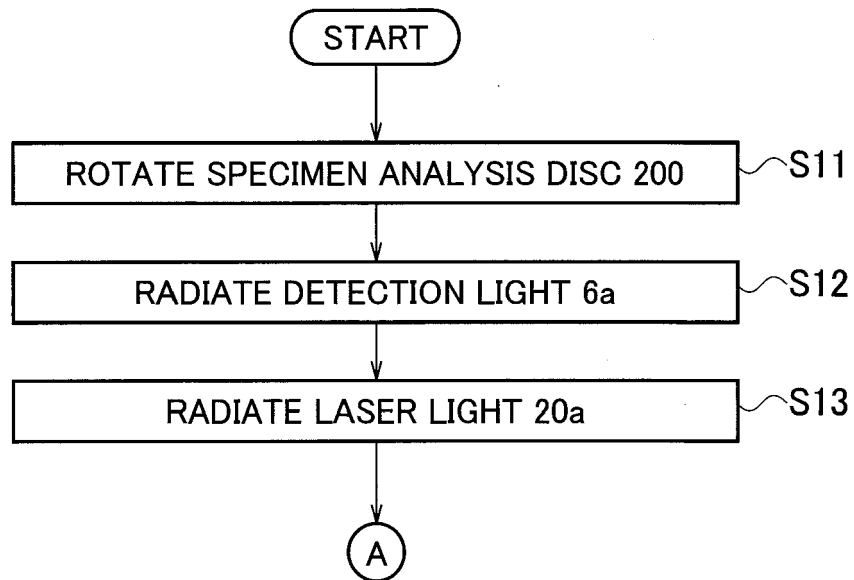 START
ROTATE SPECIMEN ANALYSIS DISC 200
S11
RADIATE DETECTION LIGHT 6a
S12
RADIATE LASER LIGHT 20a
S13
A